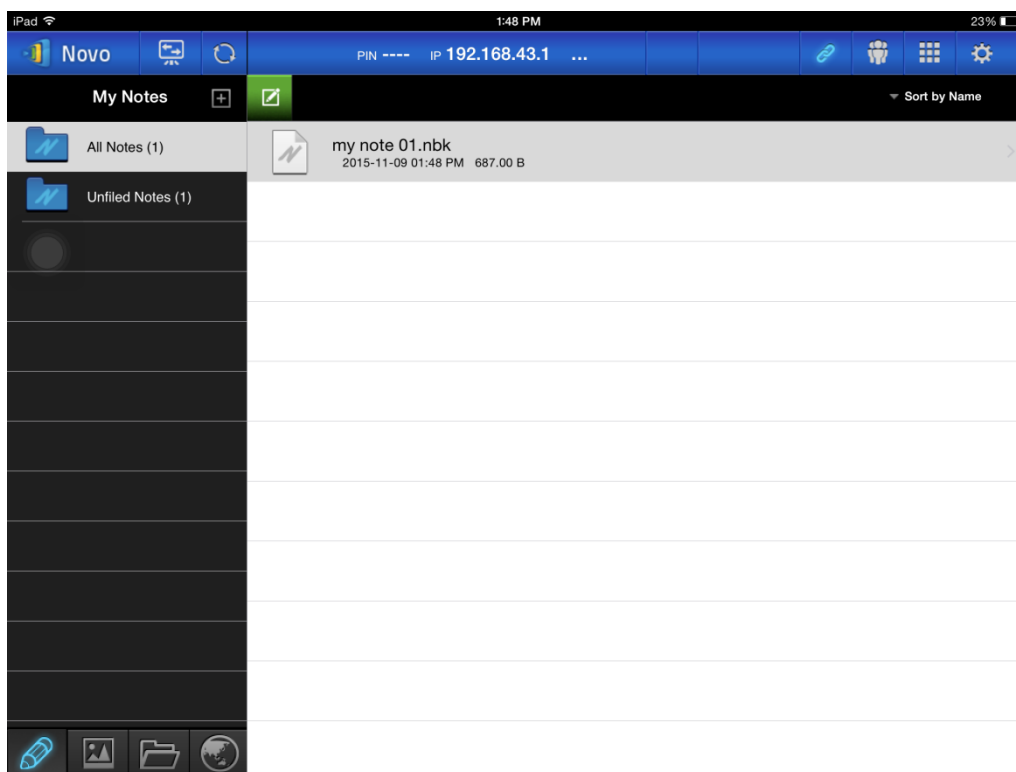 iPad 1:48 PM 23%
Novo PIN ---- IP 192.168.43.1 ...
My Notes Sort by Name
All Notes (1)
my note 01.nbk
2015-11-09 01:48 PM 687.00 B
Unfiled Notes (1)